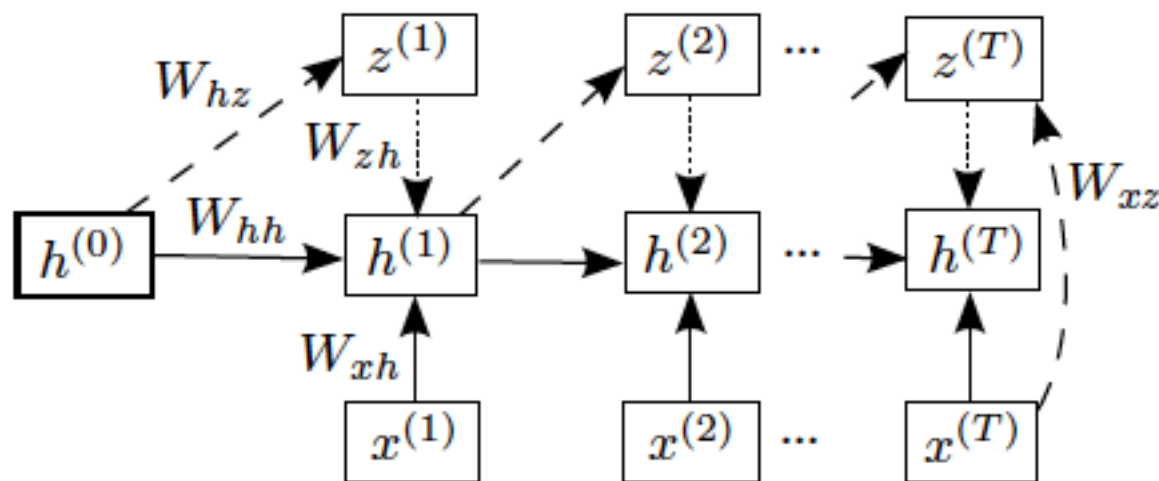 z^{(1)} z^{(2)} ... z^{(T)}
W_{hz}
W_{zh}
W_{xz}
h^{(0)} W_{hh} h^{(1)} h^{(2)} ... h^{(T)}
W_{xh}
x^{(1)} x^{(2)} ... x^{(T)}